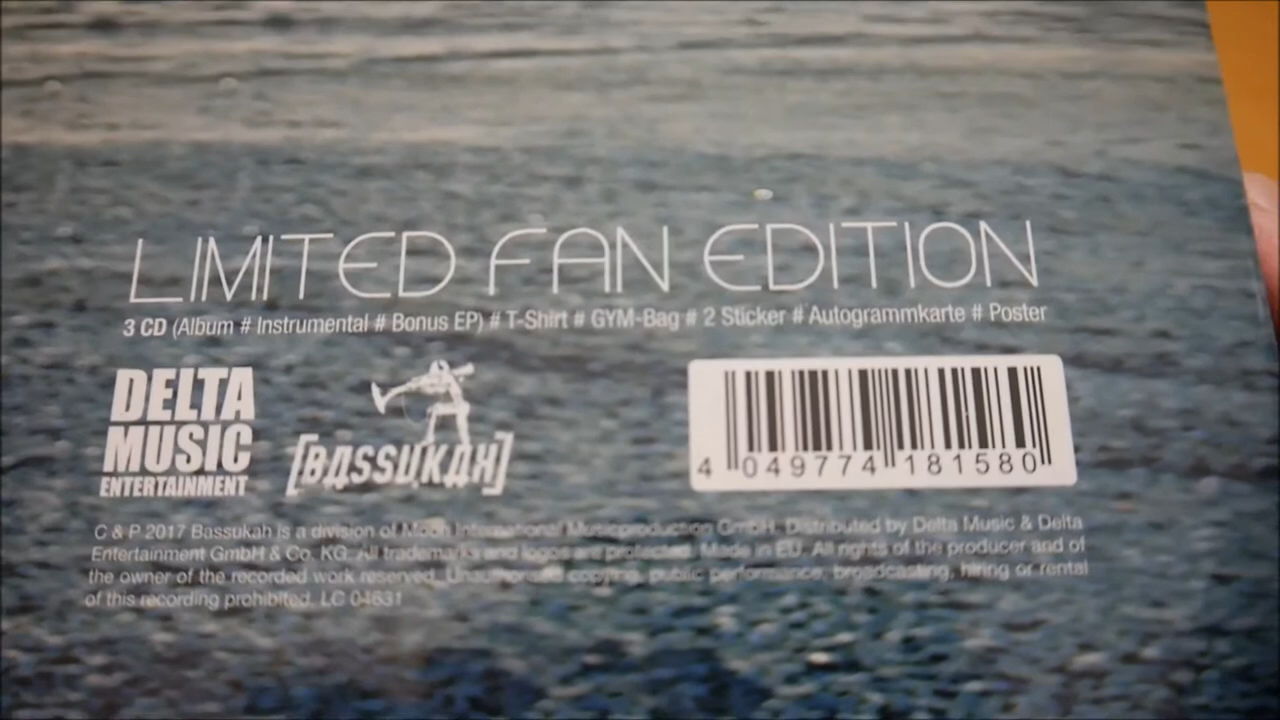 LIMITED FAN EDITION
3 CD (Album # Instrumental # Bonus EP) # T-Shirt # GYM-Bag # 2 Sticker # Autogrammkarte # Poster
DELTA
MUSIC
ENTERTAINMENT
[BASSUKAH]
4 049774 181580
C & P 2017 Bassukah is a division of Moon International Musicproduction GmbH. Distributed by Delta Music & Delta
Entertainment GmbH & Co. KG. All trademarks and logos are protected. Made in EU. All rights of the producer and of
the owner of the recorded work reserved. Unauthorised copying, public performance, broadcasting, hiring or rental
of this recording prohibited. LC 04631